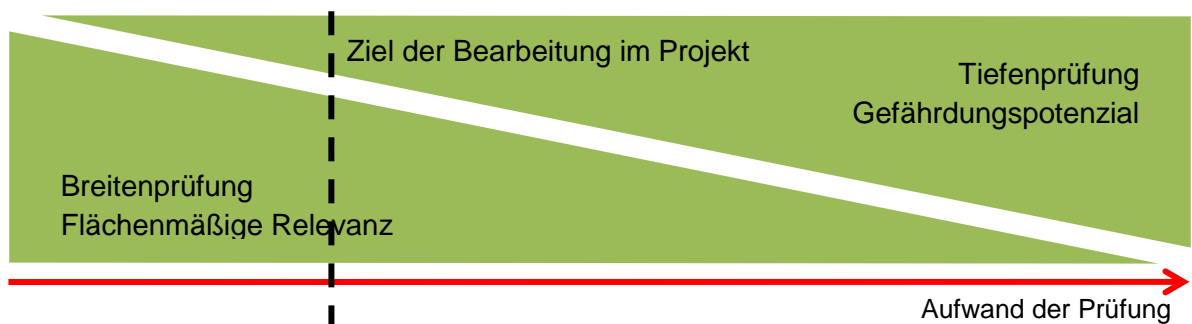 Ziel der Bearbeitung im Projekt
Tiefenprüfung
Gefährdungspotenzial
Breitenprüfung
Flächenmäßige Relevanz
Aufwand der Prüfung